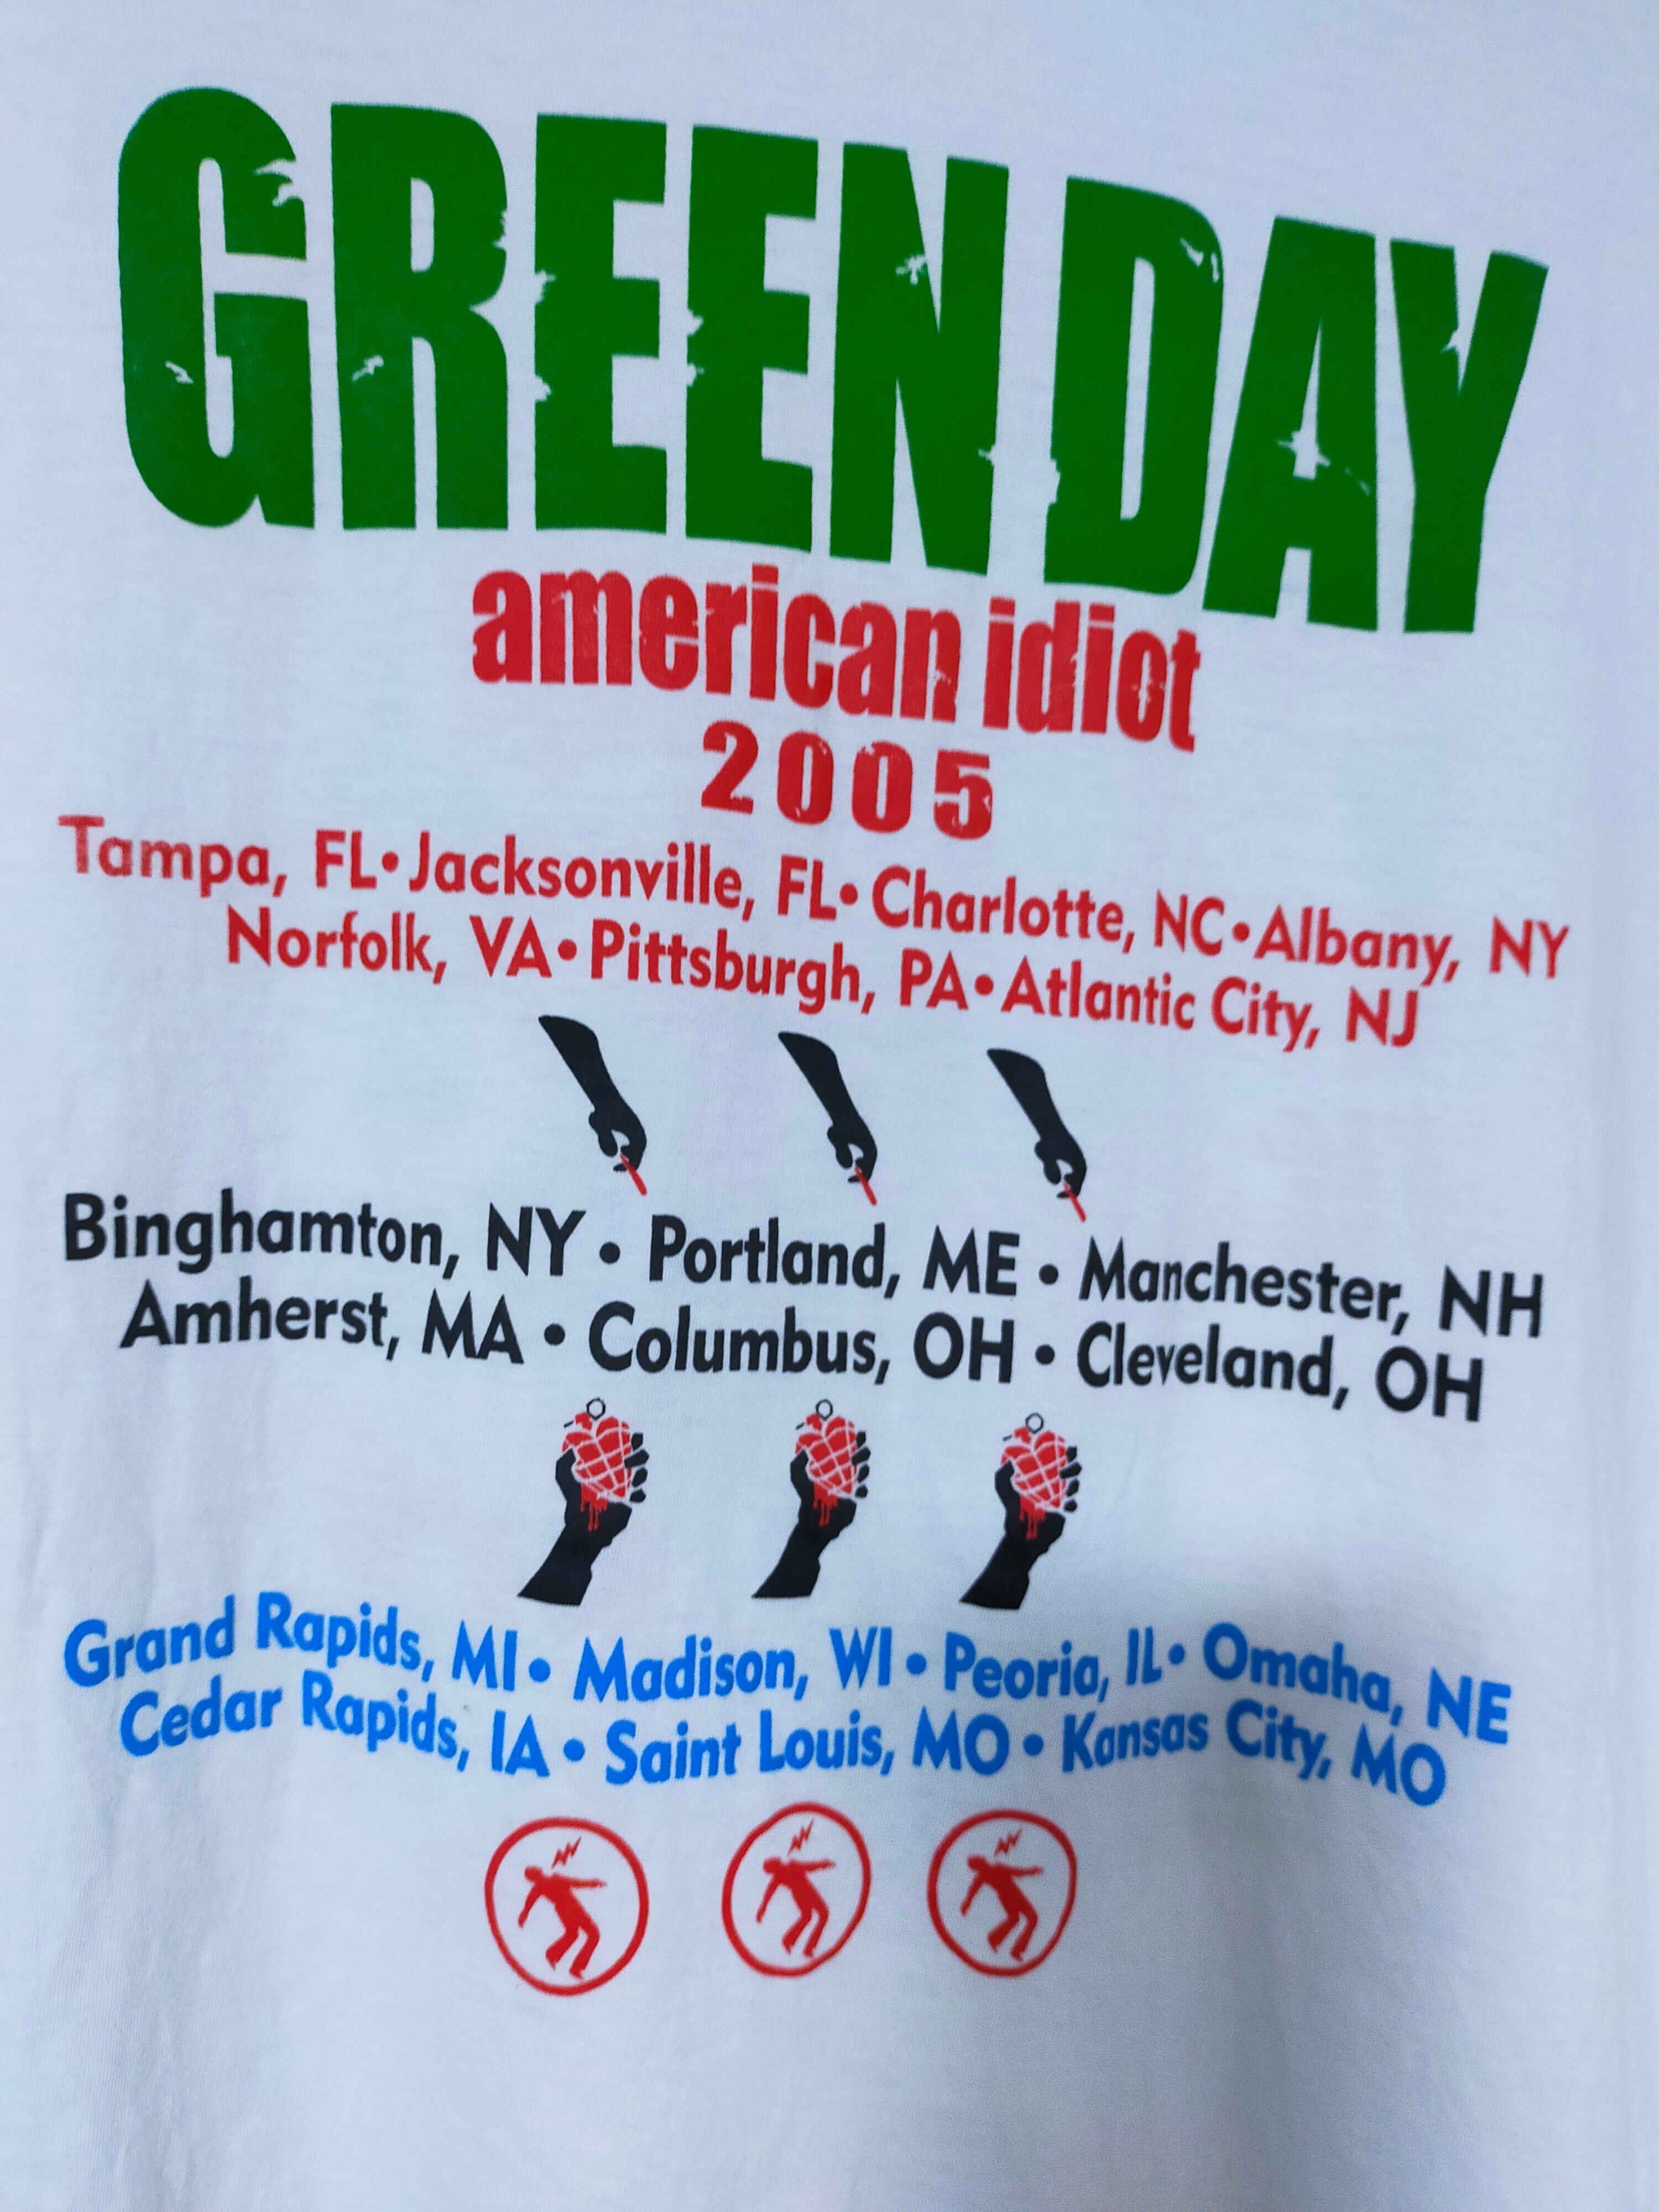 GREEN DAY
american idiot
2005
Tampa, FL•Jacksonville, FL•Charlotte, NC•Albany, NY
Norfolk, VA•Pittsburgh, PA•Atlantic City, NJ
Binghamton, NY • Portland, ME • Manchester, NH
Amherst, MA • Columbus, OH • Cleveland, OH
Grand Rapids, MI • Madison, WI • Peoria, IL• Omaha, NE
Cedar Rapids, IA • Saint Louis, MO • Kansas City, MO